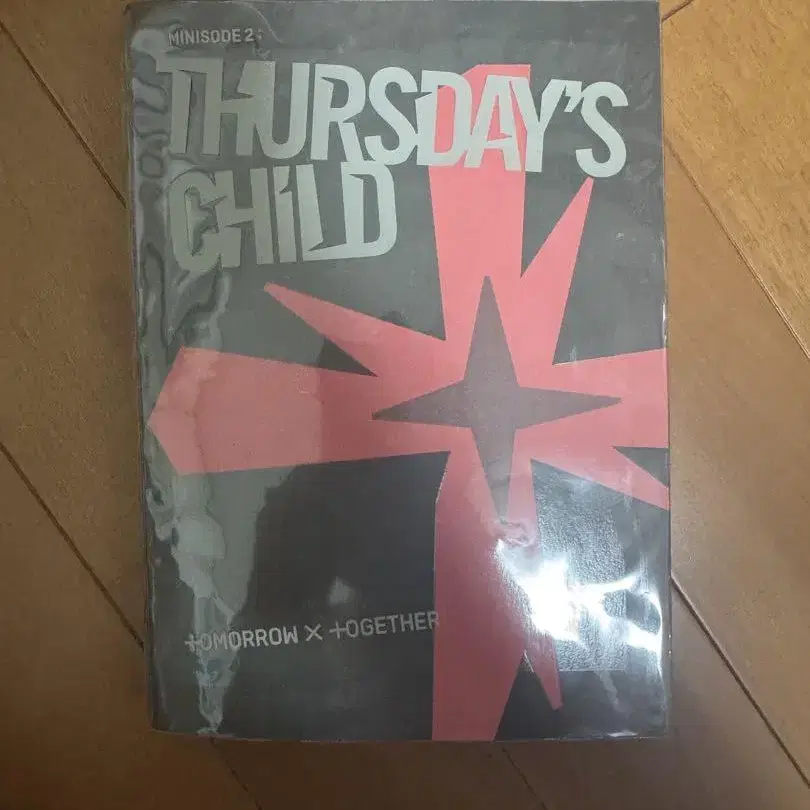 MINISODE 2:
THURSDAY'S
CHILD
TOMORROW X TOGETHER